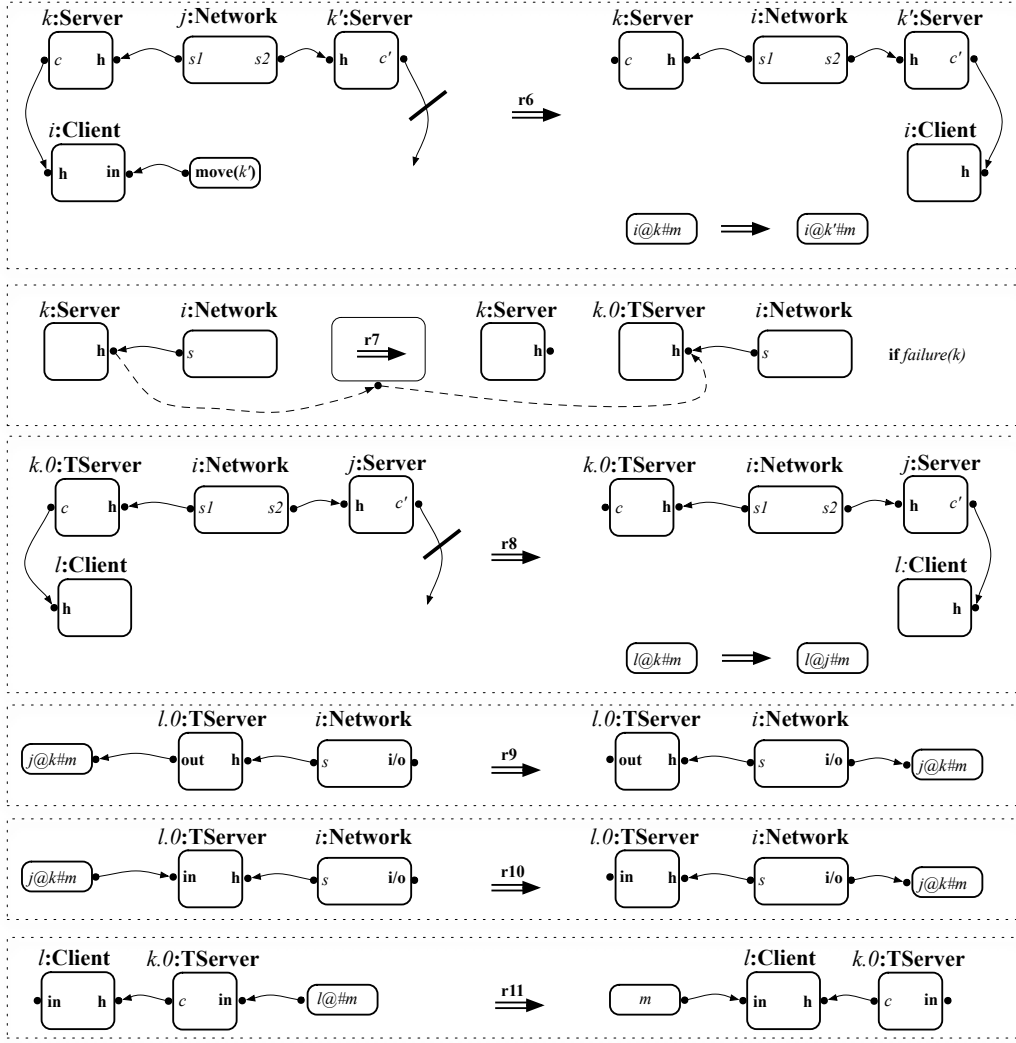 k:Server j:Network k':Server k:Server i:Network k':Server
c h s1 s2 h c' c h s1 s2 h c'
r6
i:Client i:Client
h in move(k') h
i@k#m i@k'#m
k:Server i:Network k:Server k.0:TServer i:Network
r7
h s h h s if failure(k)
k.0:TServer i:Network j:Server k.0:TServer i:Network j:Server
c h s1 s2 h c' c h s1 s2 h c'
r8
l:Client l:Client
h h
l@k#m l@j#m
l.0:TServer i:Network l.0:TServer i:Network
j@k#m out h s i/o r9 out h s i/o j@k#m
l.0:TServer i:Network l.0:TServer i:Network
j@k#m in h s i/o r10 in h s i/o j@k#m
l:Client k.0:TServer l:Client k.0:TServer
in h c in l@#m r11 m in h c in